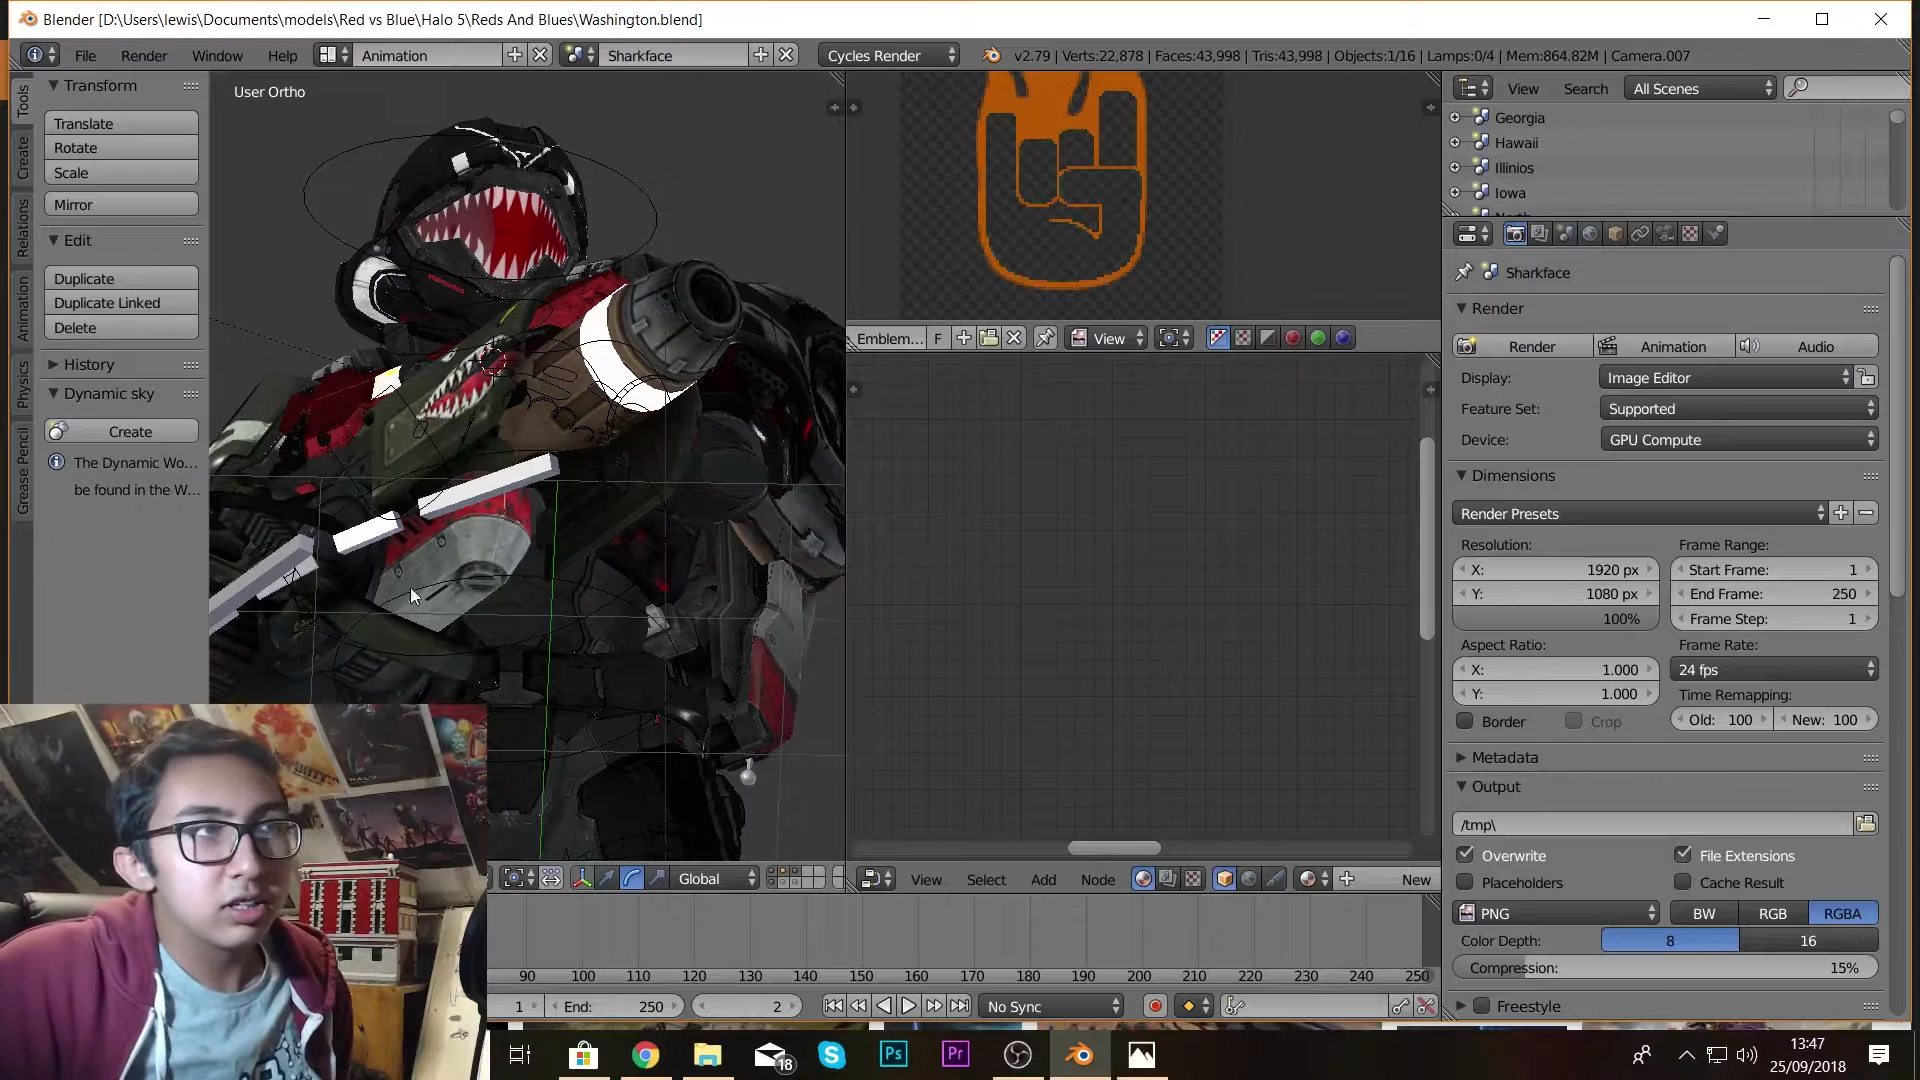 Blender [D:\Users\lewis\Documents\models\Red vs Blue\Halo 5\Reds And Blues\Washington.blend]
File Render Window Help Animation Sharkface Cycles Render v2.79 | Verts:22,878 | Faces:43,998 | Tris:43,998 | Objects:1/16 | Lamps:0/4 | Mem:864.82M | Camera.007
Tools
Create
Relations
Animation
Physics
Grease Pencil
Transform
Translate
Rotate
Scale
Mirror
Edit
Duplicate
Duplicate Linked
Delete
History
Dynamic sky
Create
The Dynamic Wo...
be found in the W...
User Ortho
Emblem... F View
View Search All Scenes
Georgia
Hawaii
Illinios
Iowa
Sharkface
Render
Render Animation Audio
Display: Image Editor
Feature Set: Supported
Device: GPU Compute
Dimensions
Render Presets
Resolution: Frame Range:
X: 1920 px Start Frame: 1
Y: 1080 px End Frame: 250
100% Frame Step: 1
Aspect Ratio: Frame Rate:
X: 1.000 24 fps
Y: 1.000 Time Remapping:
Border Crop Old: 100 New: 100
Metadata
Output
/tmp\
Overwrite File Extensions
Placeholders Cache Result
PNG BW RGB RGBA
Color Depth: 8 16
Compression: 15%
Freestyle
Global View Select Add Node New
90 100 110 120 130 140 150 160 170 180 190 200 210 220 230 240 250
1 End: 250 2 No Sync
18 Ps Pr
13:47
25/09/2018